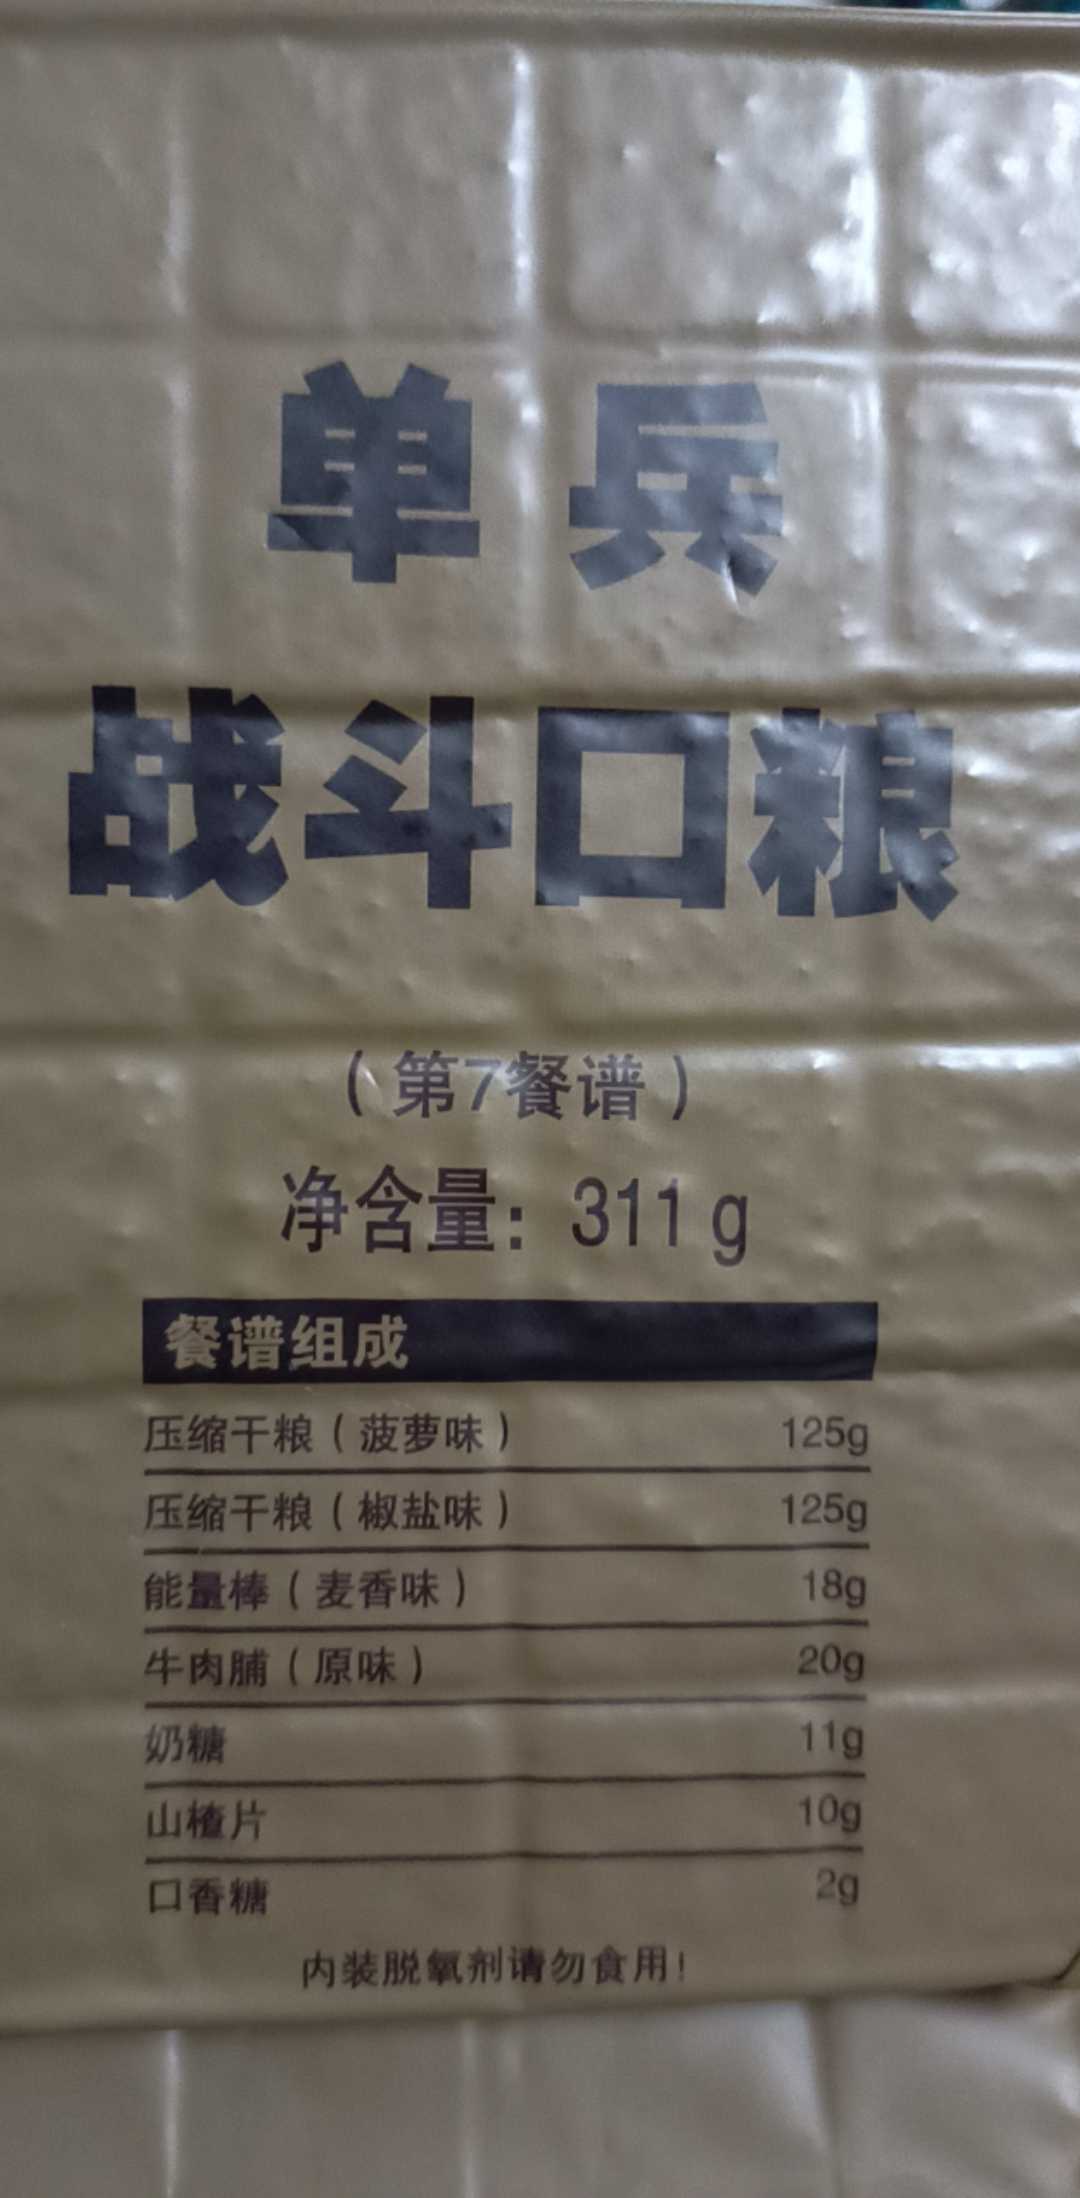 单兵
战斗口粮
（第7餐谱）
净含量：311g
餐谱组成
压缩干粮（菠萝味） 125g
压缩干粮（椒盐味） 125g
能量棒（麦香味） 18g
牛肉脯（原味） 20g
奶糖 11g
山楂片 10g
口香糖 2g
内装脱氧剂请勿食用！